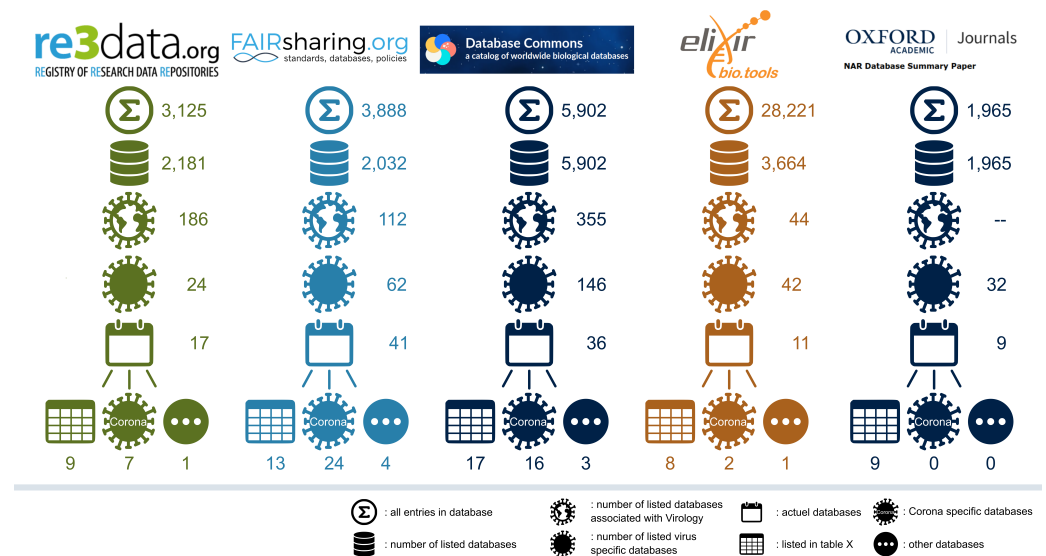 re3data.org
REGISTRY OF RESEARCH DATA REPOSITORIES
FAIRsharing.org
standards, databases, policies
Database Commons
a catalog of worldwide biological databases
elixir
bio.tools
OXFORD
ACADEMIC
Journals
NAR Database Summary Paper
Σ 3,125
Σ 3,888
Σ 5,902
Σ 28,221
Σ 1,965
2,181
2,032
5,902
3,664
1,965
186
112
355
44
--
24
62
146
42
32
17
41
36
11
9
Corona
Corona
Corona
Corona
Corona
9 7 1
13 24 4
17 16 3
8 2 1
9 0 0
Σ : all entries in database
: number of listed databases
associated with Virology
: actuel databases
Corona : Corona specific databases
: number of listed databases
: number of listed virus
specific databases
: listed in table X
: other databases